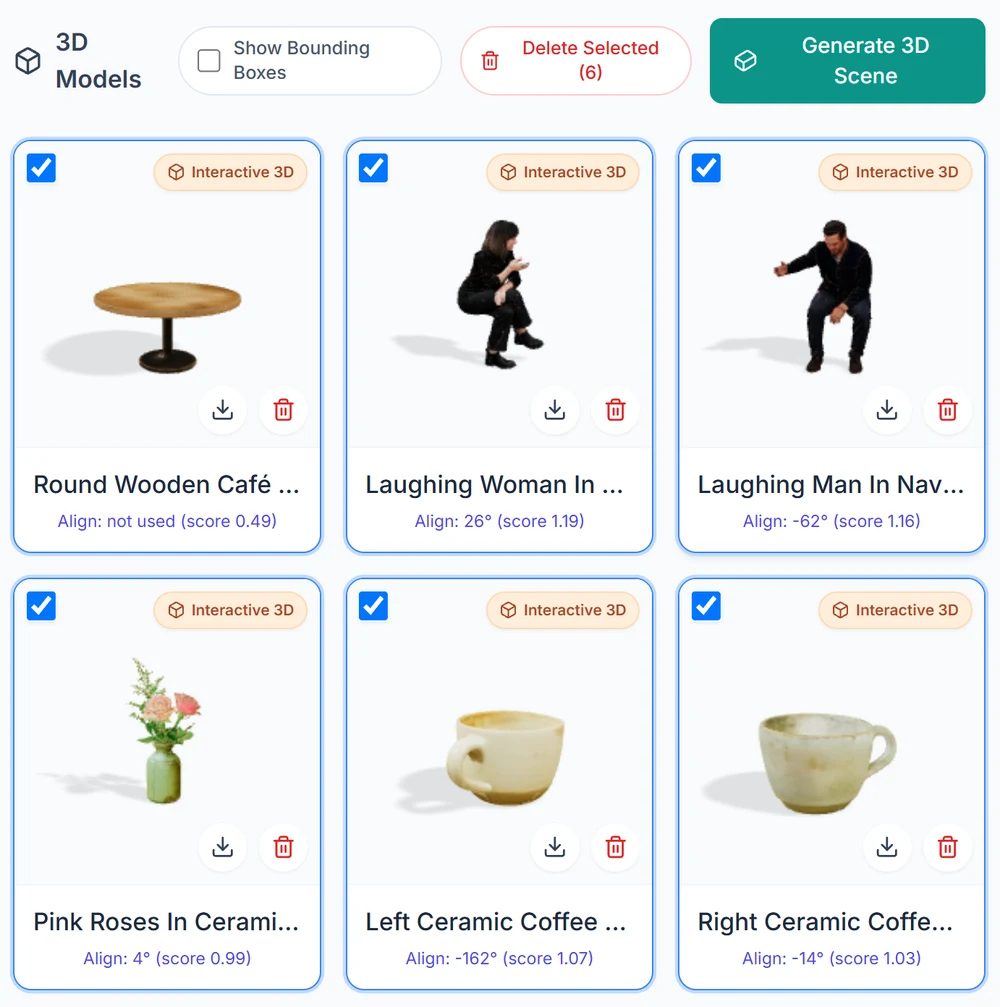 3D
Models
Show Bounding
Boxes
Delete Selected
(6)
Generate 3D
Scene
Interactive 3D
Interactive 3D
Interactive 3D
Round Wooden Café ...
Laughing Woman In ...
Laughing Man In Nav...
Align: not used (score 0.49)
Align: 26° (score 1.19)
Align: -62° (score 1.16)
Interactive 3D
Interactive 3D
Interactive 3D
Pink Roses In Cerami...
Left Ceramic Coffee ...
Right Ceramic Coffe...
Align: 4° (score 0.99)
Align: -162° (score 1.07)
Align: -14° (score 1.03)